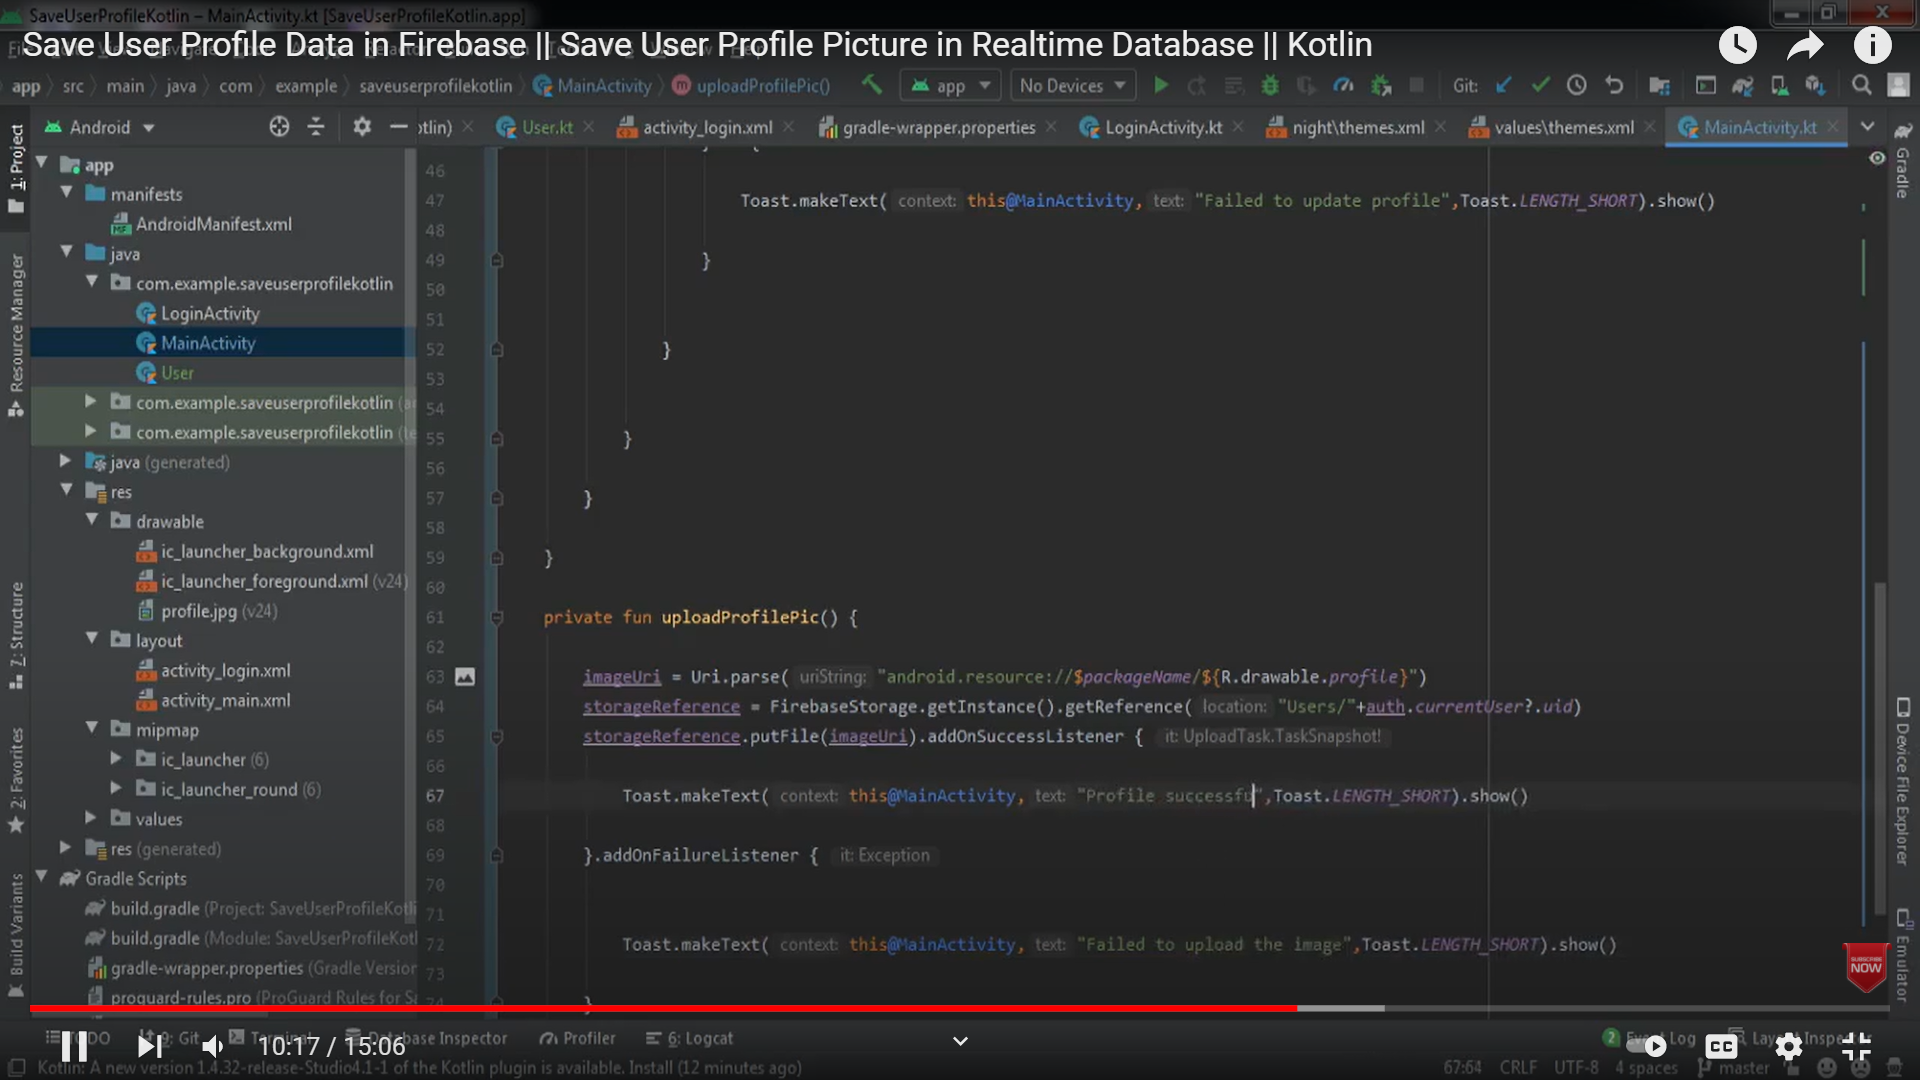 SaveUserProfileKotlin – MainActivity.kt [SaveUserProfileKotlin.app]
Save User Profile Data in Firebase || Save User Profile Picture in Realtime Database || Kotlin
app src main java com example saveuserprofilekotlin MainActivity uploadProfilePic() app No Devices Git:
1: Project Android otlin) User.kt activity_login.xml gradle-wrapper.properties LoginActivity.kt night\themes.xml values\themes.xml MainActivity.kt Gradle
app
manifests
AndroidManifest.xml
java
com.example.saveuserprofilekotlin
LoginActivity
MainActivity
User
com.example.saveuserprofilekotlin
com.example.saveuserprofilekotlin
java (generated)
res
drawable
ic_launcher_background.xml
ic_launcher_foreground.xml (v24)
profile.jpg (v24)
layout
activity_login.xml
activity_main.xml
mipmap
ic_launcher (6)
ic_launcher_round (6)
values
res (generated)
Gradle Scripts
build.gradle (Project: SaveUserProfileKotl
build.gradle (Module: SaveUserProfileKotl
gradle-wrapper.properties (Gradle Version
proguard-rules.pro (ProGuard Rules for Sa
Resource Manager
7: Structure
2: Favorites
Build Variants
46 {
47 Toast.makeText( context: this@MainActivity, text: "Failed to update profile",Toast.LENGTH_SHORT).show()
48
49 }
50
51
52 }
53
54
55 }
56
57 }
58
59 }
60
61 private fun uploadProfilePic() {
62
63 imageUri = Uri.parse( uriString: "android.resource://$packageName/${R.drawable.profile}")
64 storageReference = FirebaseStorage.getInstance().getReference( location: "Users/"+auth.currentUser?.uid)
65 storageReference.putFile(imageUri).addOnSuccessListener { it: UploadTask.TaskSnapshot!
66
67 Toast.makeText( context: this@MainActivity, text: "Profile successfu",Toast.LENGTH_SHORT).show()
68
69 }.addOnFailureListener { it: Exception
70
71
72 Toast.makeText( context: this@MainActivity, text: "Failed to upload the image",Toast.LENGTH_SHORT).show()
73
74 }
Device File Explorer
Emulator
SUBSCRIBE
NOW
TODO 9: Git Terminal Database Inspector Profiler 6: Logcat 2 Event Log Layout Inspector
10:17 / 15:06
CC
Kotlin: A new version 1.4.32-release-Studio4.1-1 of the Kotlin plugin is available. Install (12 minutes ago) 67:64 CRLF UTF-8 4 spaces master